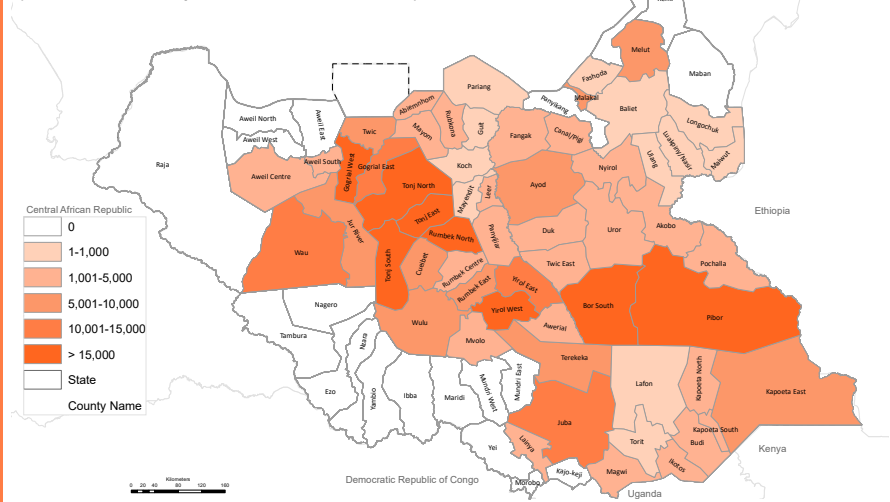 Melut
Maban
Fashoda
Pariang
Malakal
Panyikang
Baliet
Abiemnhom
Rubkona
Guit
Mayom
Longochuk
Aweil North
Aweil East
Twic
Fangak
Canal/Pigi
Aweil West
Luakpiny/Nasir
Ulang
Maiwut
Raja
Aweil South
Gogrial West
Gogrial East
Koch
Nyirol
Aweil Centre
Tonj North
Mayendit
Leer
Ayod
Central African Republic
Ethiopia
0
1-1,000
1,001-5,000
5,001-10,000
10,001-15,000
> 15,000
State
County Name
Tonj East
Jur River
Panyijiar
Duk
Uror
Akobo
Rumbek North
Wau
Cueibet
Tonj South
Rumbek Centre
Twic East
Pochalla
Rumbek East
Yirol East
Nagero
Yirol West
Bor South
Pibor
Wulu
Awerial
Tambura
Nzara
Mvolo
Terekeka
Ezo
Yambio
Ibba
Maridi
Mundri West
Mundri East
Lafon
Kapoeta North
Kapoeta East
Juba
Kapoeta South
Lainya
Torit
Budi
Yei
Kenya
Ikotos
Magwi
Kajo-keji
Morobo
Democratic Republic of Congo
Uganda
Kilometers
0 20 40 80 120 160